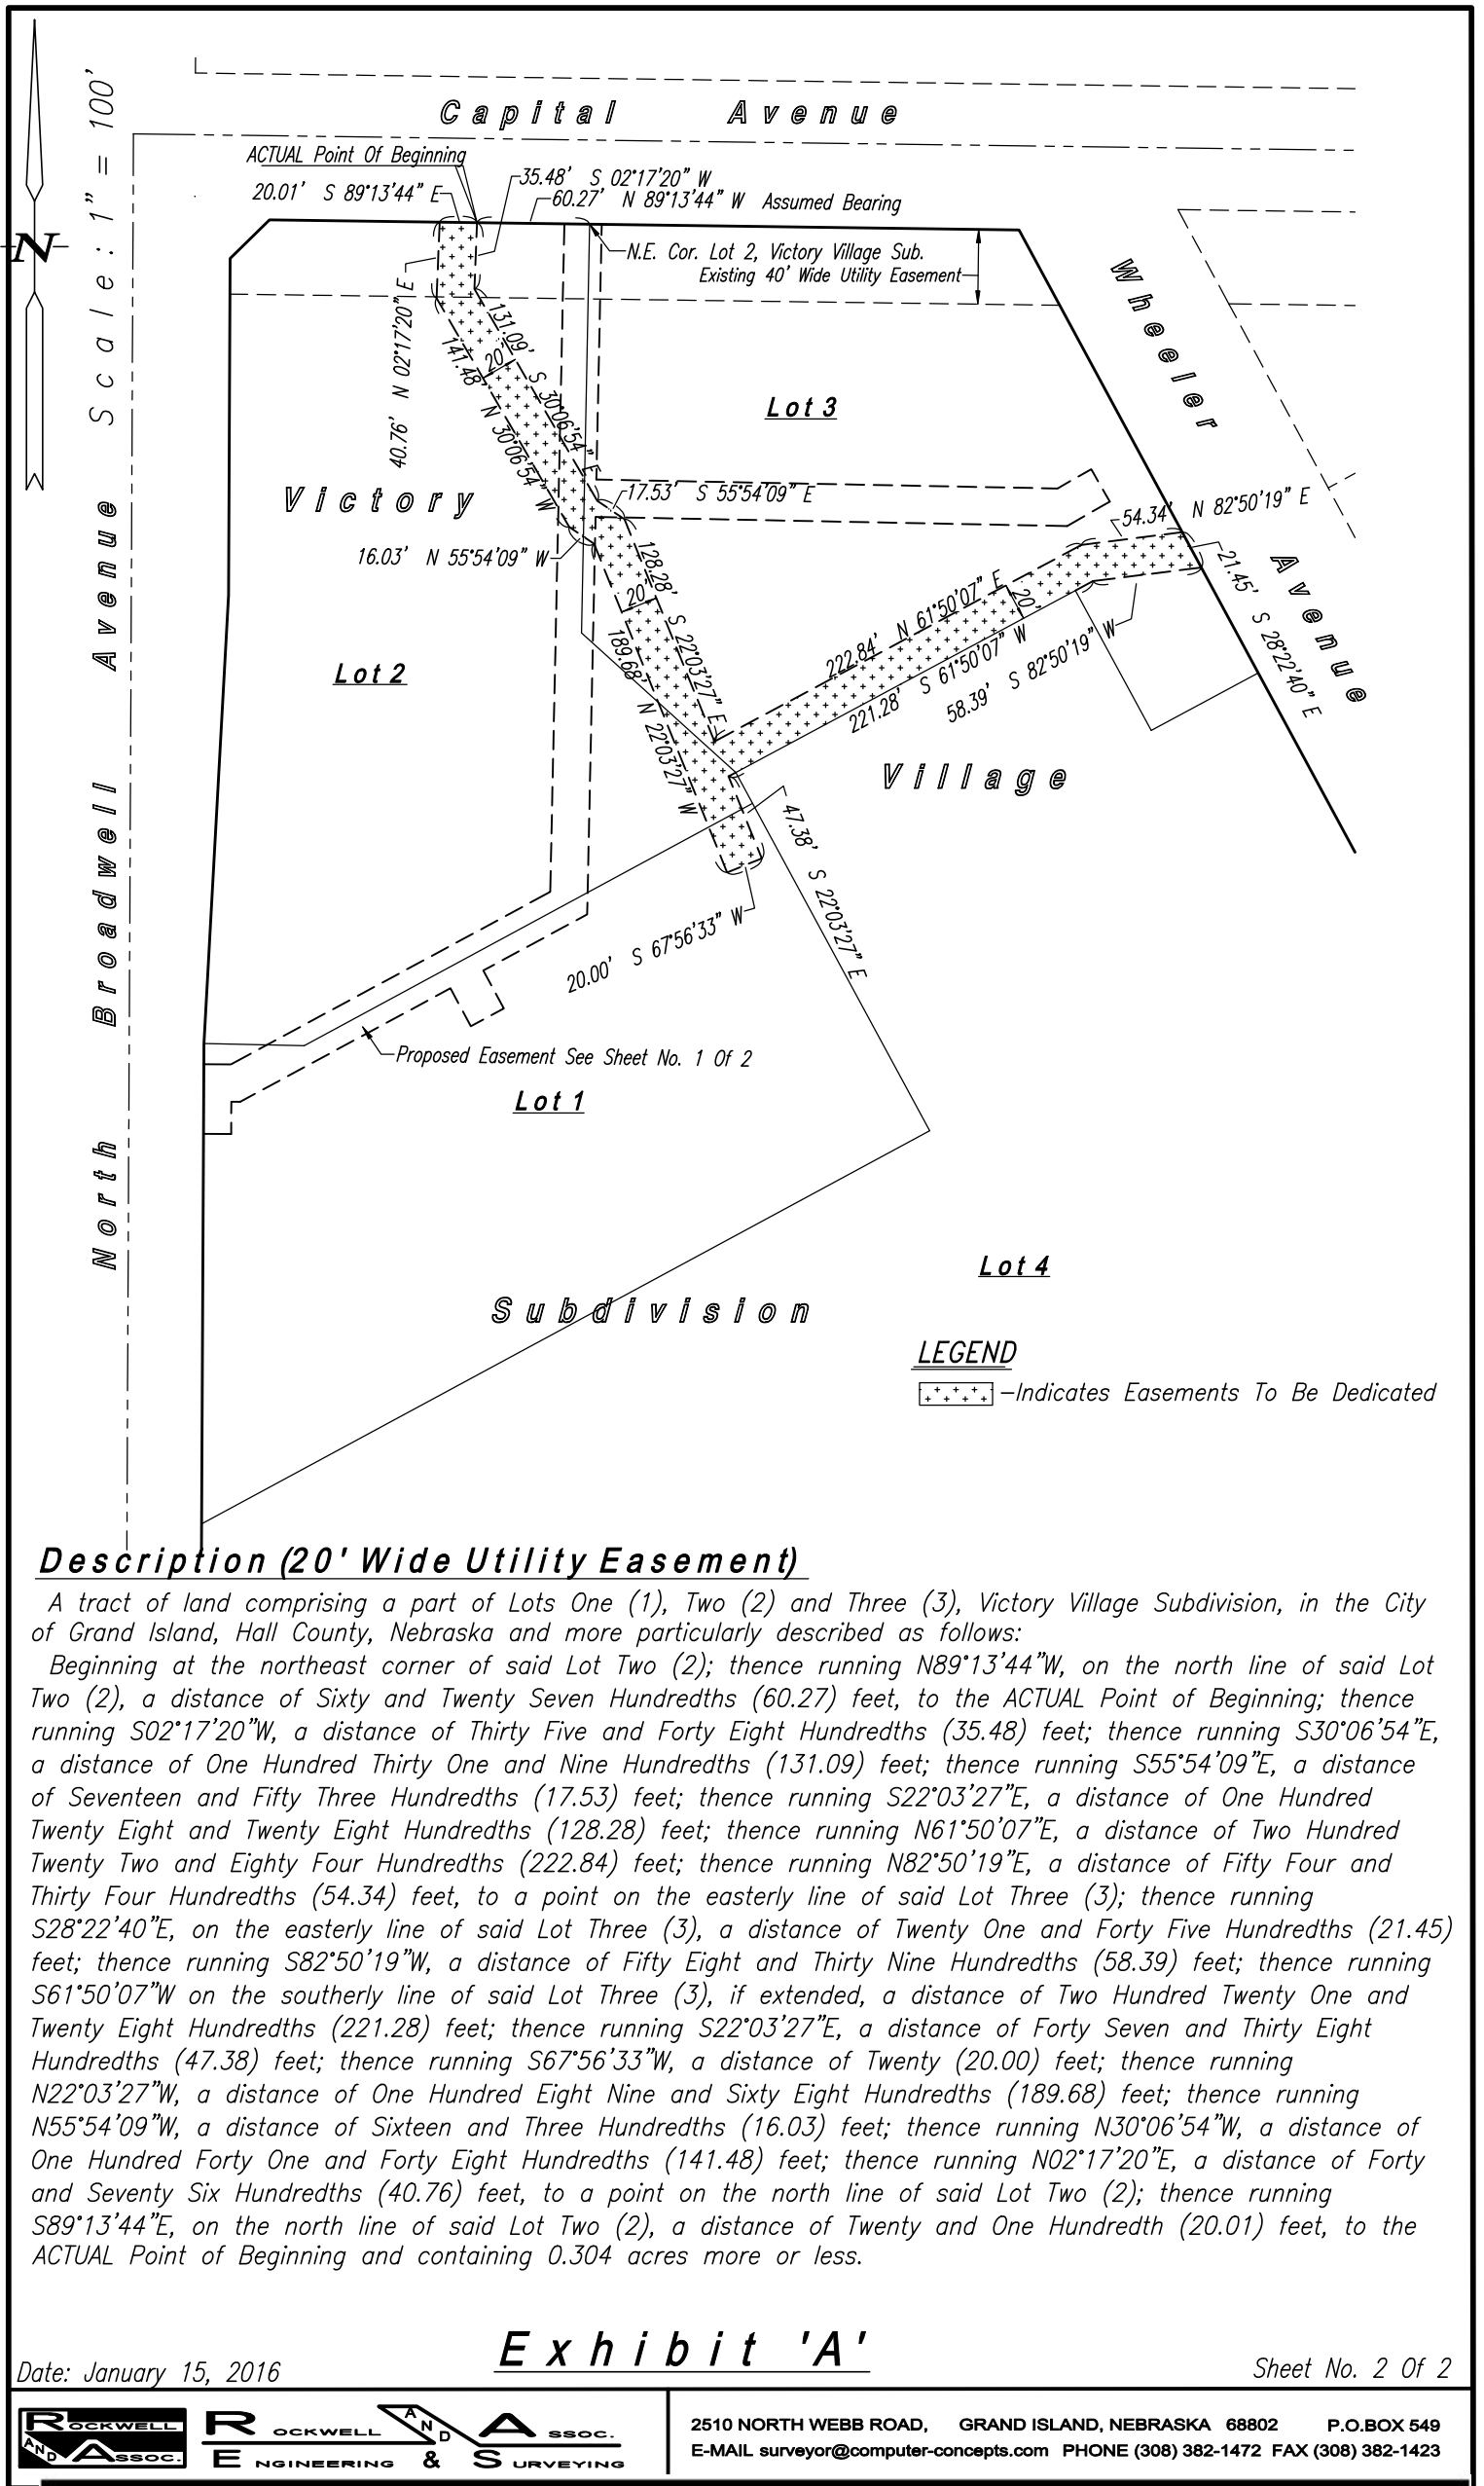 Capital Avenue
Scale: 1" = 100'
N
North Broadwell Avenue
Wheeler Avenue
ACTUAL Point Of Beginning
35.48' S 02°17'20" W
20.01' S 89°13'44" E
60.27' N 89°13'44" W Assumed Bearing
N.E. Cor. Lot 2, Victory Village Sub.
Existing 40' Wide Utility Easement
40.76' N 02°17'20" E
131.09' S 30°06'54" E
20'
141.48' N 30°06'54" W
Lot 3
Victory
17.53' S 55°54'09" E
54.34' N 82°50'19" E
16.03' N 55°54'09" W
21.45' S 28°22'40" E
128.28' S 22°03'27" E
20'
222.84' N 61°50'07" E
20'
189.68' N 22°03'27" W
221.28' S 61°50'07" W
58.39' S 82°50'19" W
Lot 2
Village
47.38' S 22°03'27" E
20.00' S 67°56'33" W
Proposed Easement See Sheet No. 1 Of 2
Lot 1
Lot 4
Subdivision
LEGEND
-Indicates Easements To Be Dedicated
Description (20' Wide Utility Easement)
A tract of land comprising a part of Lots One (1), Two (2) and Three (3), Victory Village Subdivision, in the City
of Grand Island, Hall County, Nebraska and more particularly described as follows:
Beginning at the northeast corner of said Lot Two (2); thence running N89°13'44"W, on the north line of said Lot
Two (2), a distance of Sixty and Twenty Seven Hundredths (60.27) feet, to the ACTUAL Point of Beginning; thence
running S02°17'20"W, a distance of Thirty Five and Forty Eight Hundredths (35.48) feet; thence running S30°06'54"E,
a distance of One Hundred Thirty One and Nine Hundredths (131.09) feet; thence running S55°54'09"E, a distance
of Seventeen and Fifty Three Hundredths (17.53) feet; thence running S22°03'27"E, a distance of One Hundred
Twenty Eight and Twenty Eight Hundredths (128.28) feet; thence running N61°50'07"E, a distance of Two Hundred
Twenty Two and Eighty Four Hundredths (222.84) feet; thence running N82°50'19"E, a distance of Fifty Four and
Thirty Four Hundredths (54.34) feet, to a point on the easterly line of said Lot Three (3); thence running
S28°22'40"E, on the easterly line of said Lot Three (3), a distance of Twenty One and Forty Five Hundredths (21.45)
feet; thence running S82°50'19"W, a distance of Fifty Eight and Thirty Nine Hundredths (58.39) feet; thence running
S61°50'07"W on the southerly line of said Lot Three (3), if extended, a distance of Two Hundred Twenty One and
Twenty Eight Hundredths (221.28) feet; thence running S22°03'27"E, a distance of Forty Seven and Thirty Eight
Hundredths (47.38) feet; thence running S67°56'33"W, a distance of Twenty (20.00) feet; thence running
N22°03'27"W, a distance of One Hundred Eight Nine and Sixty Eight Hundredths (189.68) feet; thence running
N55°54'09"W, a distance of Sixteen and Three Hundredths (16.03) feet; thence running N30°06'54"W, a distance of
One Hundred Forty One and Forty Eight Hundredths (141.48) feet; thence running N02°17'20"E, a distance of Forty
and Seventy Six Hundredths (40.76) feet, to a point on the north line of said Lot Two (2); thence running
S89°13'44"E, on the north line of said Lot Two (2), a distance of Twenty and One Hundredth (20.01) feet, to the
ACTUAL Point of Beginning and containing 0.304 acres more or less.
Exhibit 'A'
Date: January 15, 2016
Sheet No. 2 Of 2
ROCKWELL AND ASSOC.
ROCKWELL AND ASSOC.
ENGINEERING & SURVEYING
2510 NORTH WEBB ROAD, GRAND ISLAND, NEBRASKA 68802 P.O.BOX 549
E-MAIL surveyor@computer-concepts.com PHONE (308) 382-1472 FAX (308) 382-1423